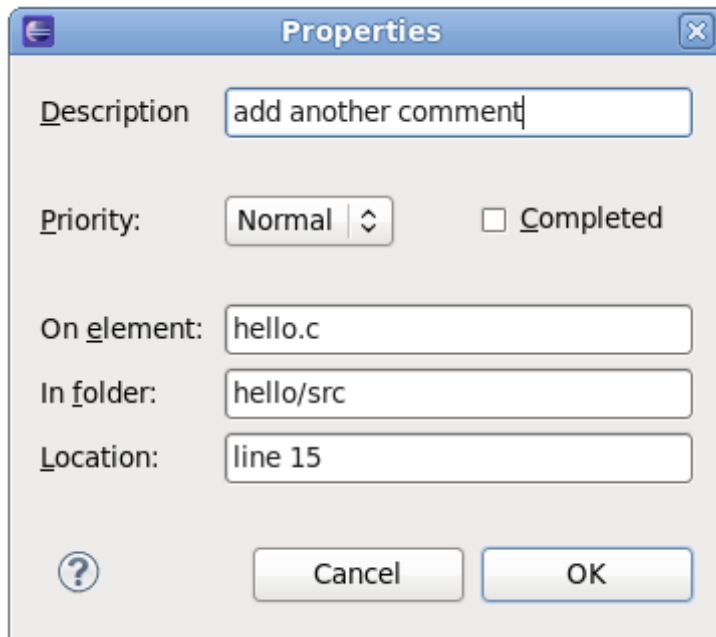 Properties
Description add another comment
Priority: Normal Completed
On element: hello.c
In folder: hello/src
Location: line 15
? Cancel OK